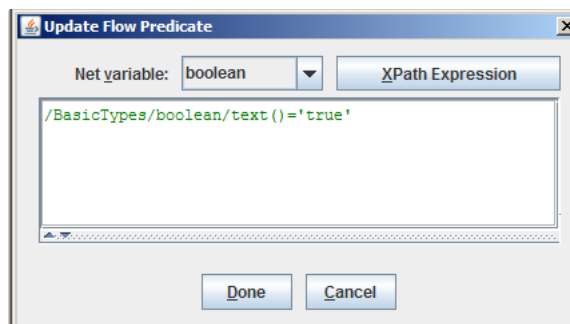 Update Flow Predicate
Net variable: boolean XPath Expression
/BasicTypes/boolean/text()='true'
Done Cancel